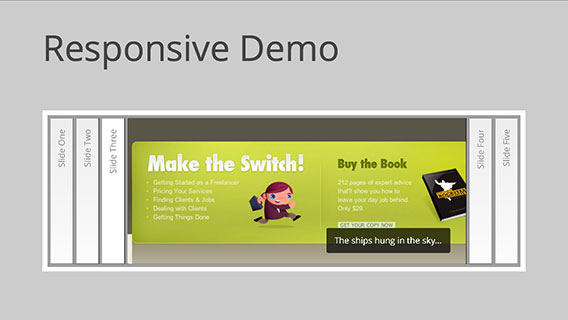 Responsive Demo
Slide One
Slide Two
Slide Three
Make the Switch!
· Getting Started as a Freelancer
· Pricing Your Services
· Finding Clients & Jobs
· Dealing with Clients
· Getting Things Done
Buy the Book
212 pages of expert advice
that'll show you how to
leave your day job behind.
Only $29.
GET YOUR COPY NOW
The ships hung in the sky...
Slide Four
Slide Five